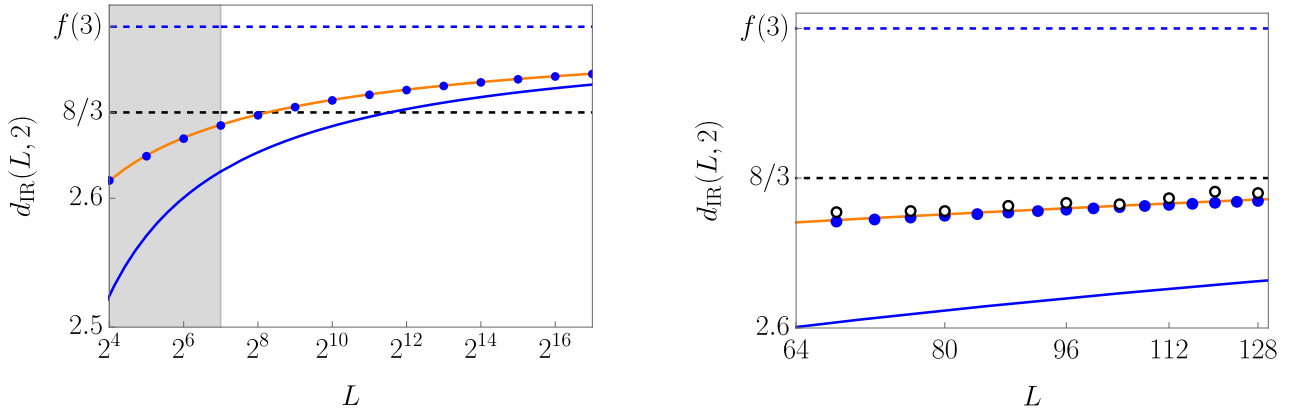 f(3)
8/3
2.6
2.5
d_IR(L, 2)
2^4
2^6
2^8
2^10
2^12
2^14
2^16
L
f(3)
8/3
2.6
d_IR(L, 2)
64
80
96
112
128
L